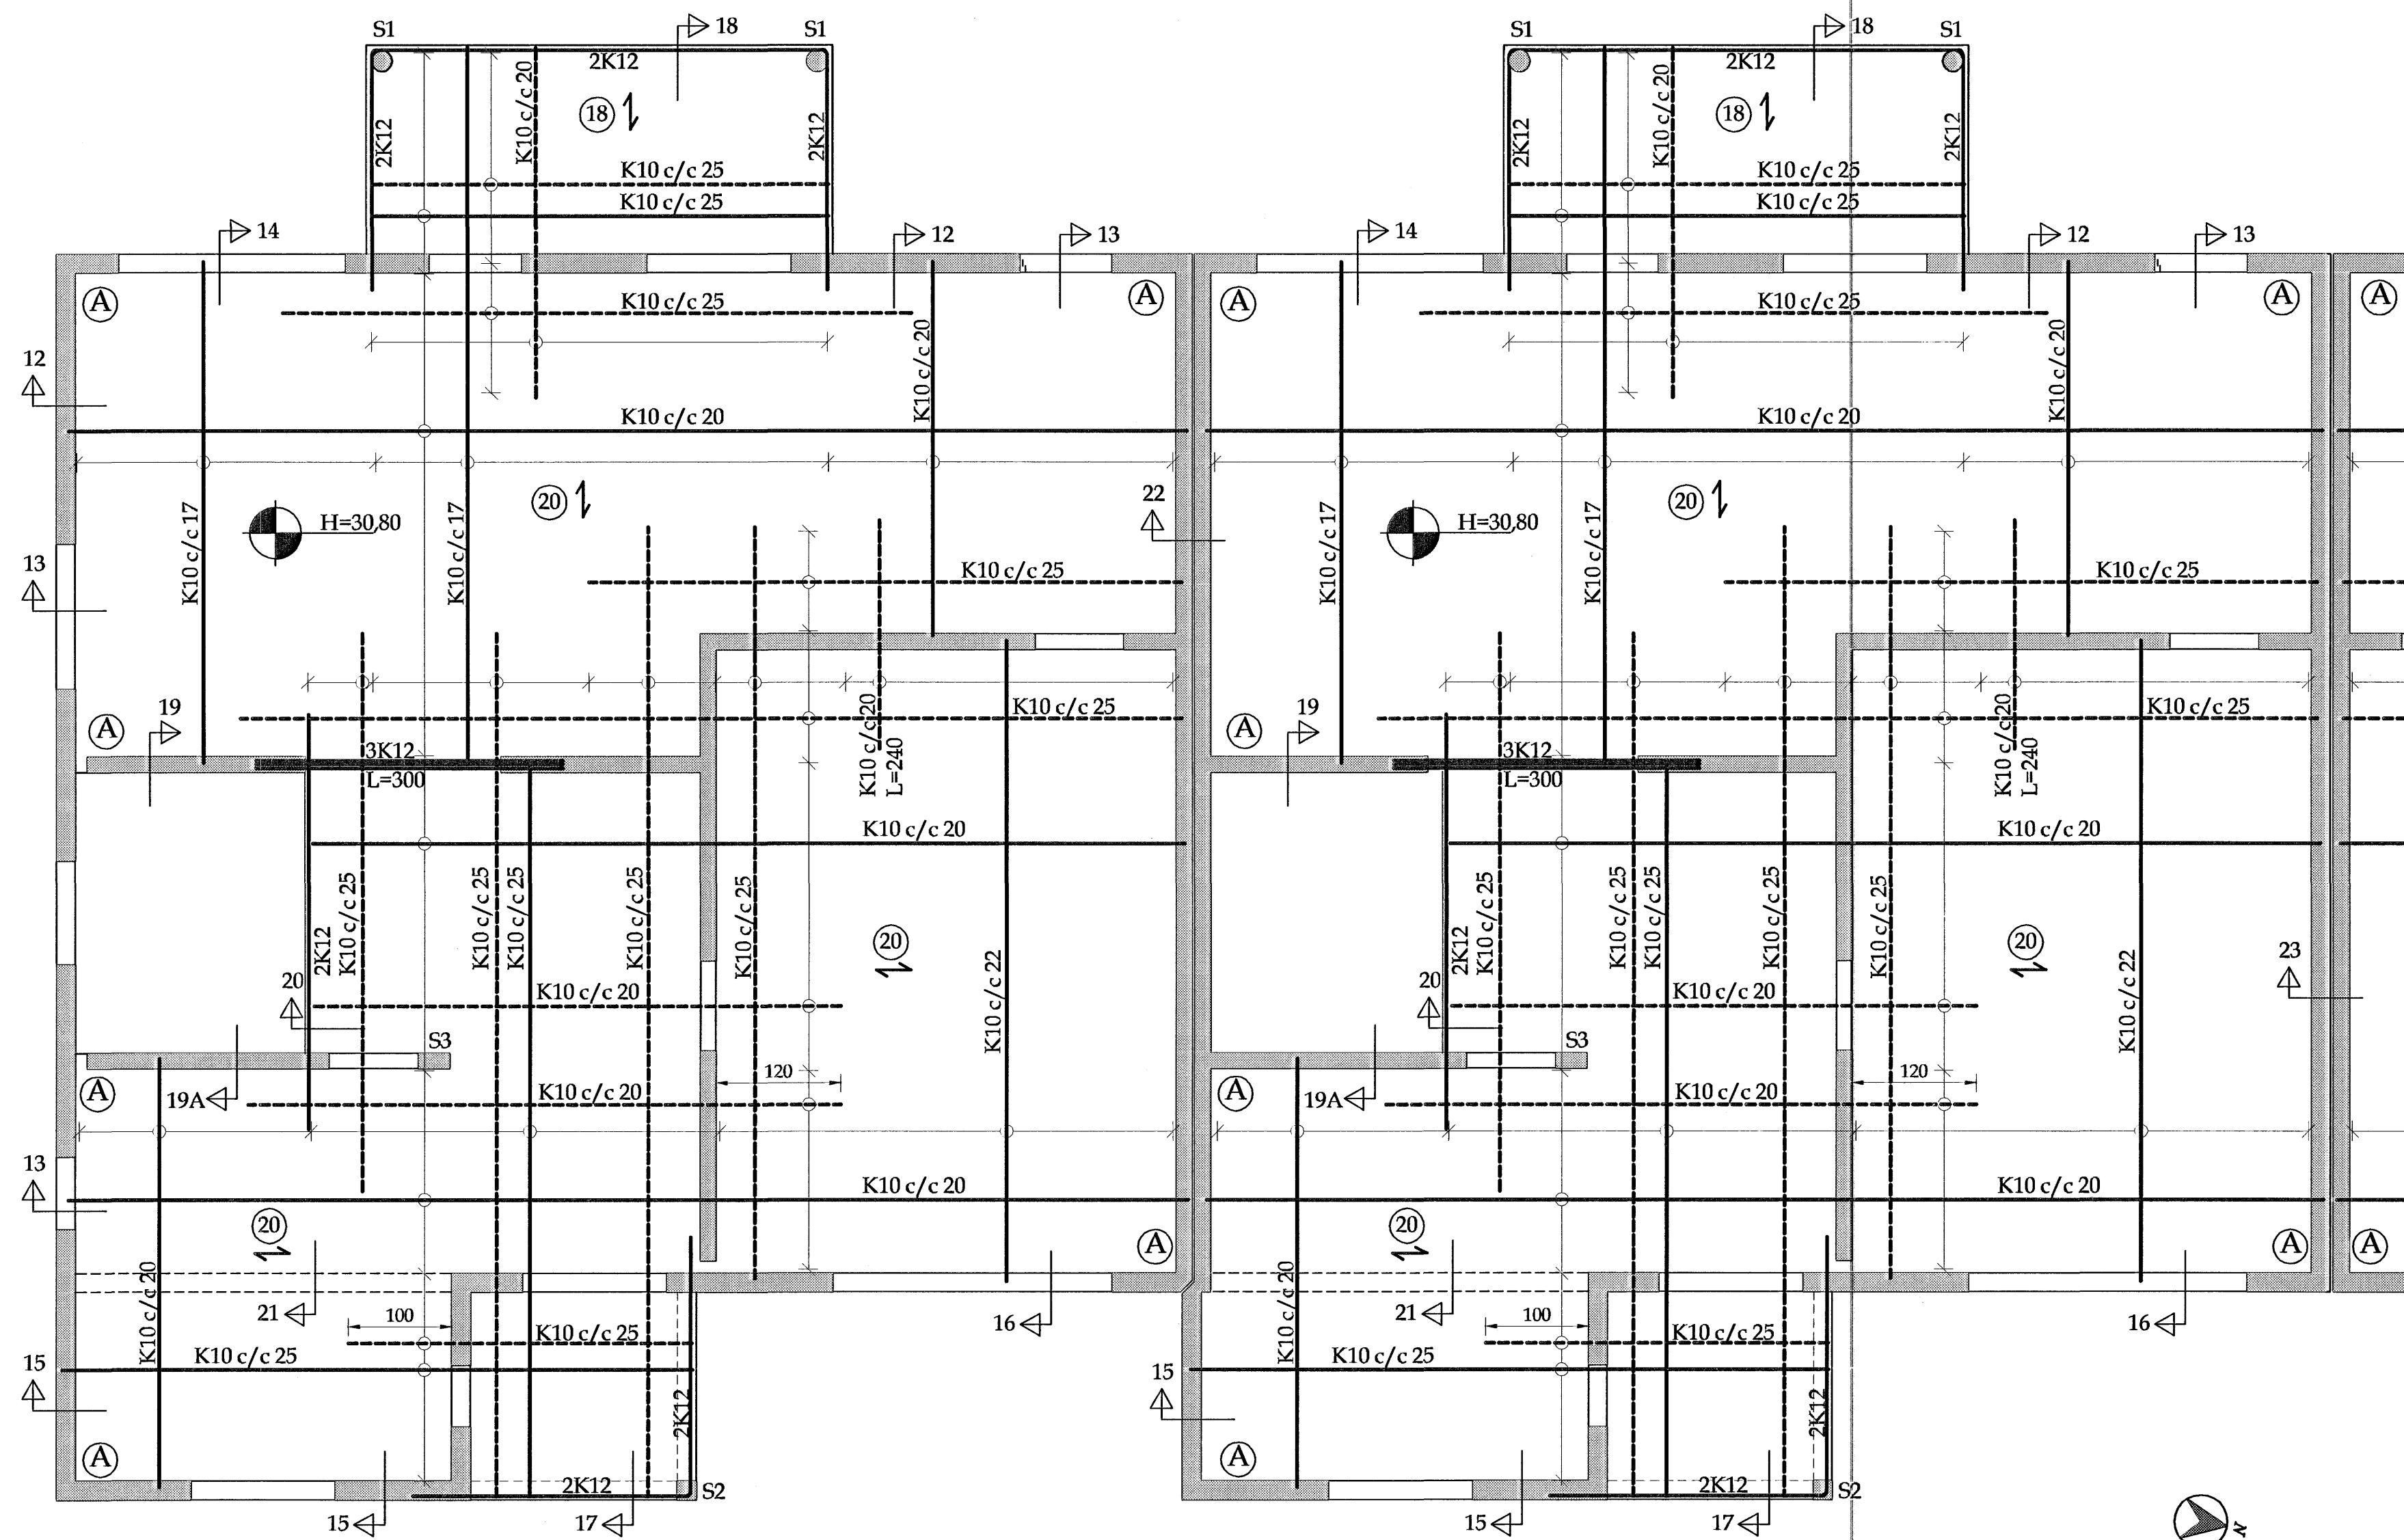 S1 S1 18 S1 S1 18
2K12 2K12
K10 c/c 20 K10 c/c 20
18 18
2K12 2K12 2K12 2K12
K10 c/c 25 K10 c/c 25
K10 c/c 25 K10 c/c 25
14 12 13 14 12 13
A K10 c/c 25 A A K10 c/c 25 A A
12
K10 c/c 20 K10 c/c 20
K10 c/c 20 K10 c/c 20
20 22 20
H=30,80 H=30,80
K10 c/c 17 K10 c/c 17 K10 c/c 17 K10 c/c 17
13
K10 c/c 25 K10 c/c 25
19 K10 c/c 25 19 K10 c/c 25
A A
3K12 3K12
L=300 L=300
K10 c/c 20 K10 c/c 20
L=240 L=240
K10 c/c 20 K10 c/c 20
2K12 K10 c/c 25 K10 c/c 25 K10 c/c 25 K10 c/c 25 K10 c/c 25
2K12 K10 c/c 25 K10 c/c 25 K10 c/c 25 K10 c/c 25 K10 c/c 25
20 20
K10 c/c 22 K10 c/c 22
23
20 K10 c/c 20 20 K10 c/c 20
S3 S3
120 120
A 19A K10 c/c 20 A 19A K10 c/c 20
13
K10 c/c 20 K10 c/c 20
20 A 20 A A
K10 c/c 20 K10 c/c 20
21 100 16 21 100 16
K10 c/c 25 K10 c/c 25
15 K10 c/c 25 15 K10 c/c 25
2K12 2K12
A A
2K12 S2 2K12 S2
15 17 15 17
N